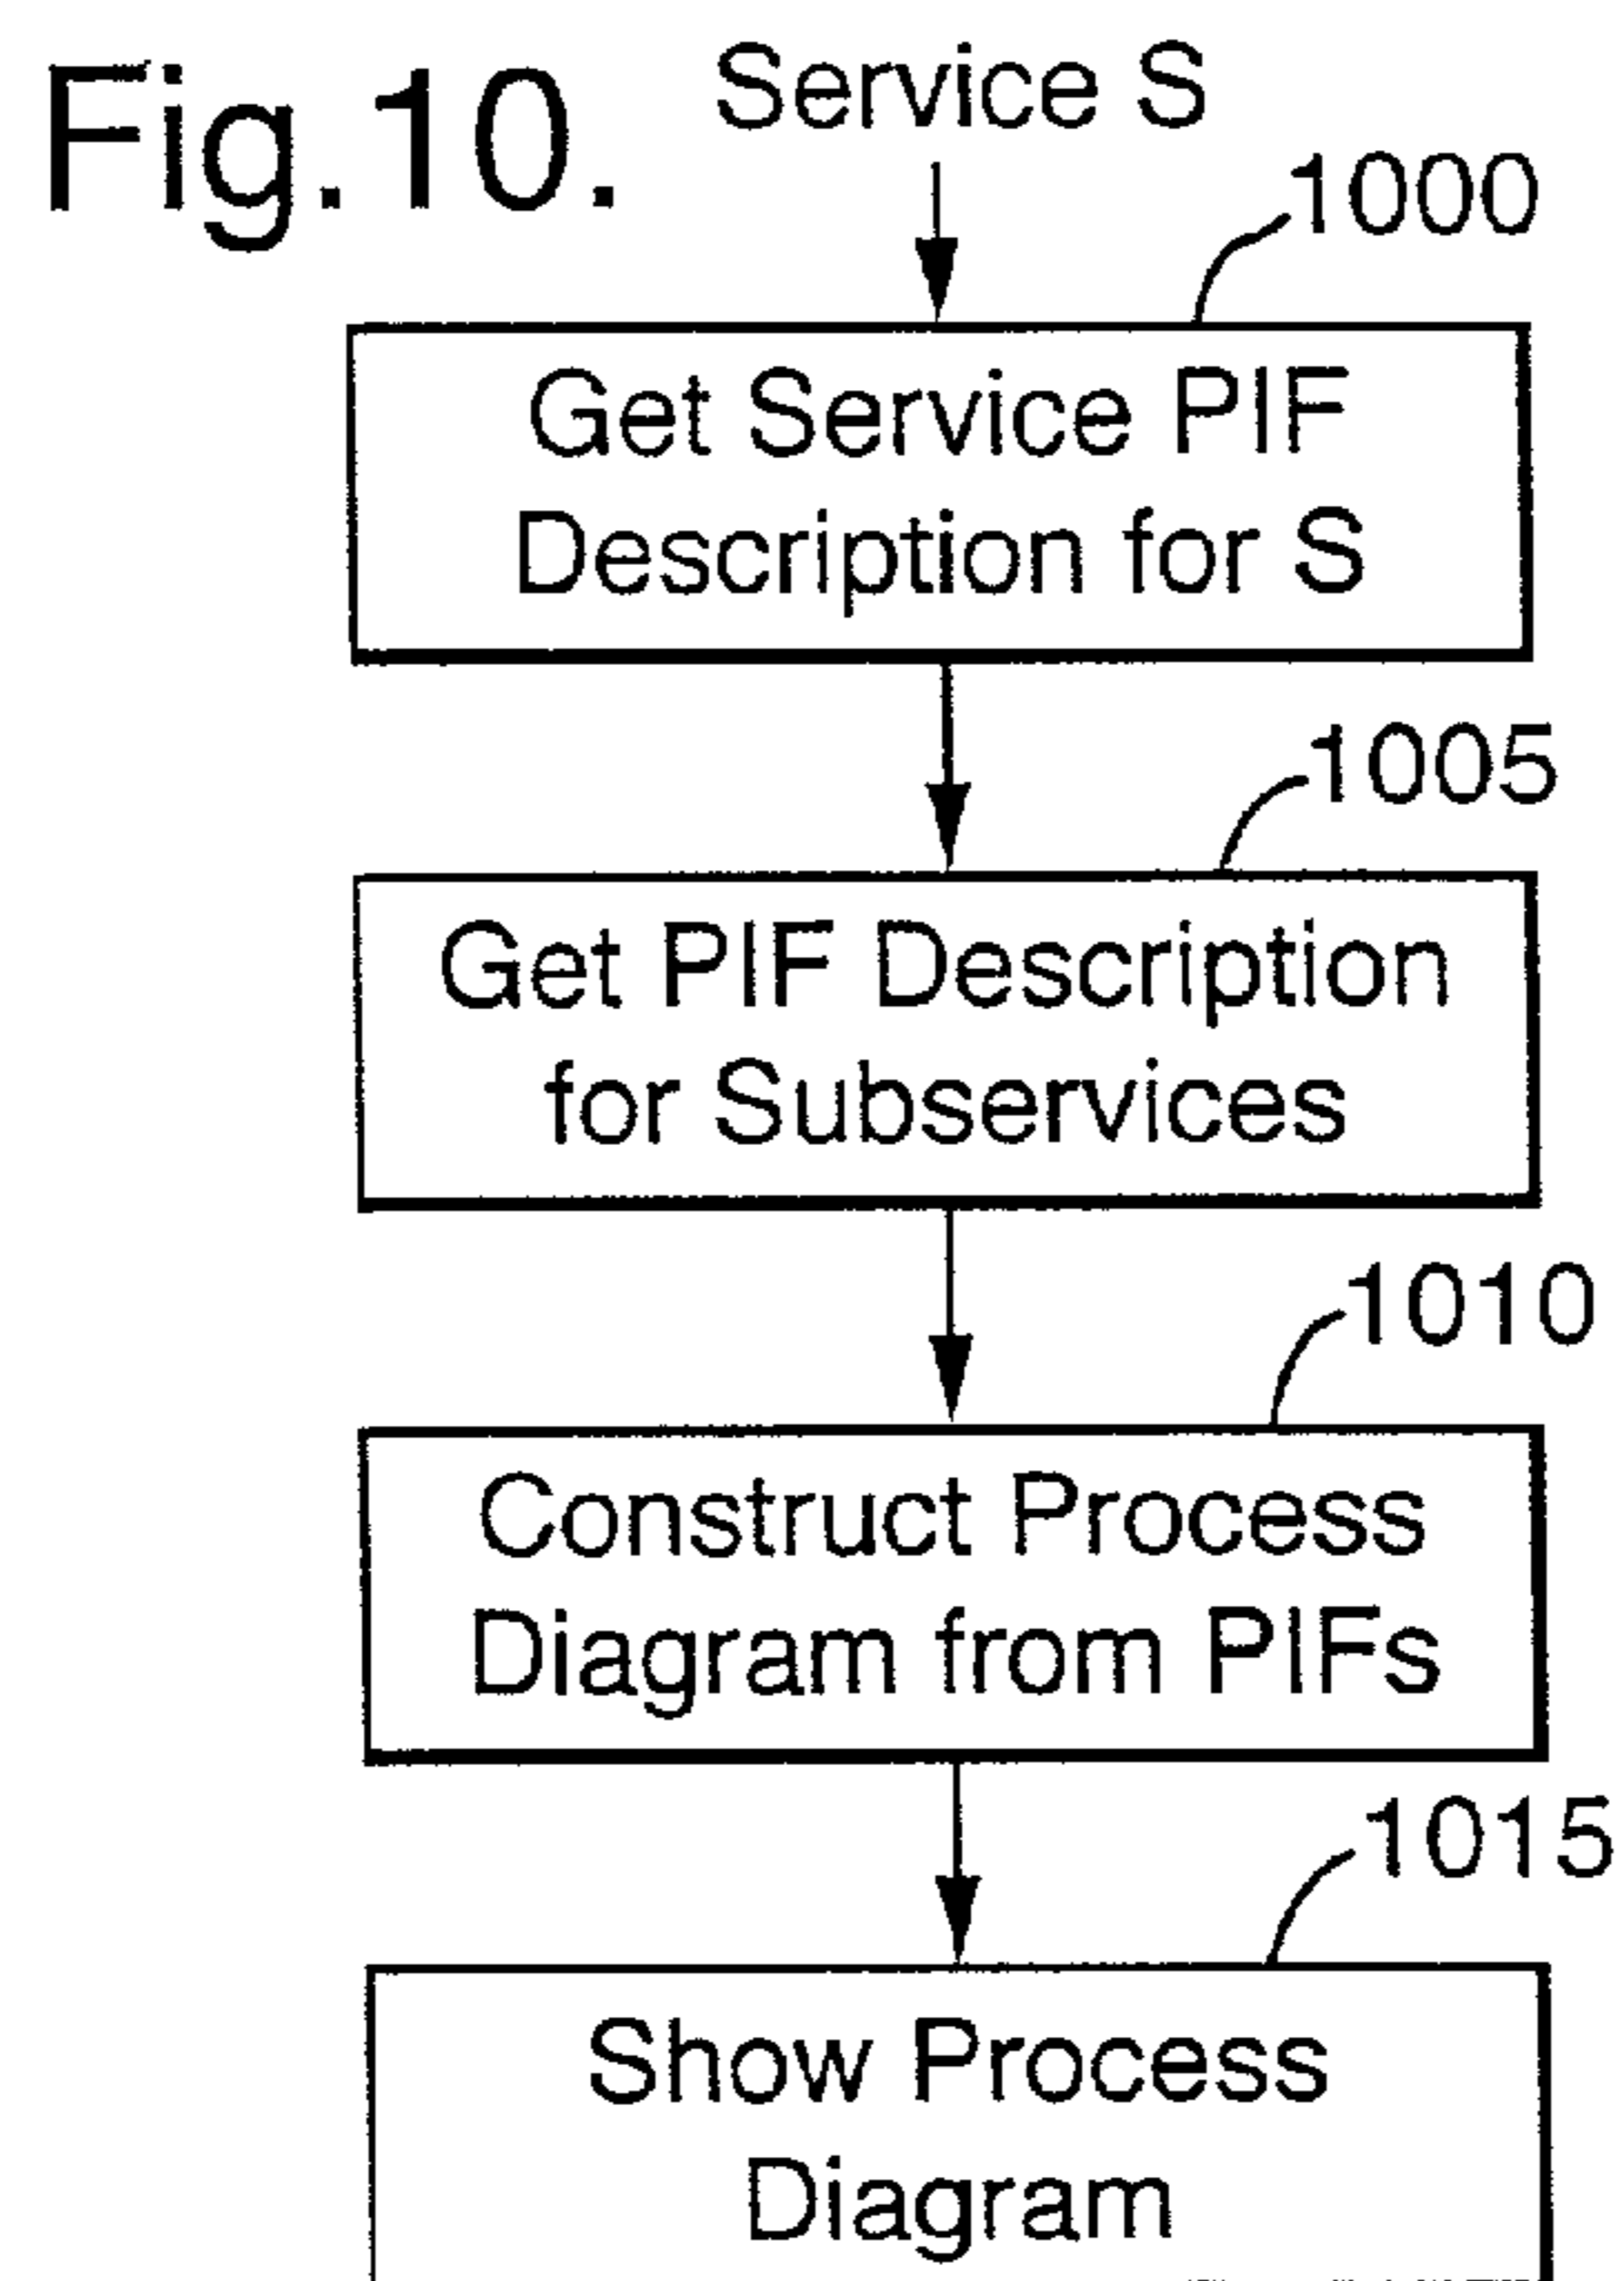 Fig.10.
Service S
1000
Get Service PIF
Description for S
1005
Get PIF Description
for Subservices
1010
Construct Process
Diagram from PIFs
1015
Show Process
Diagram